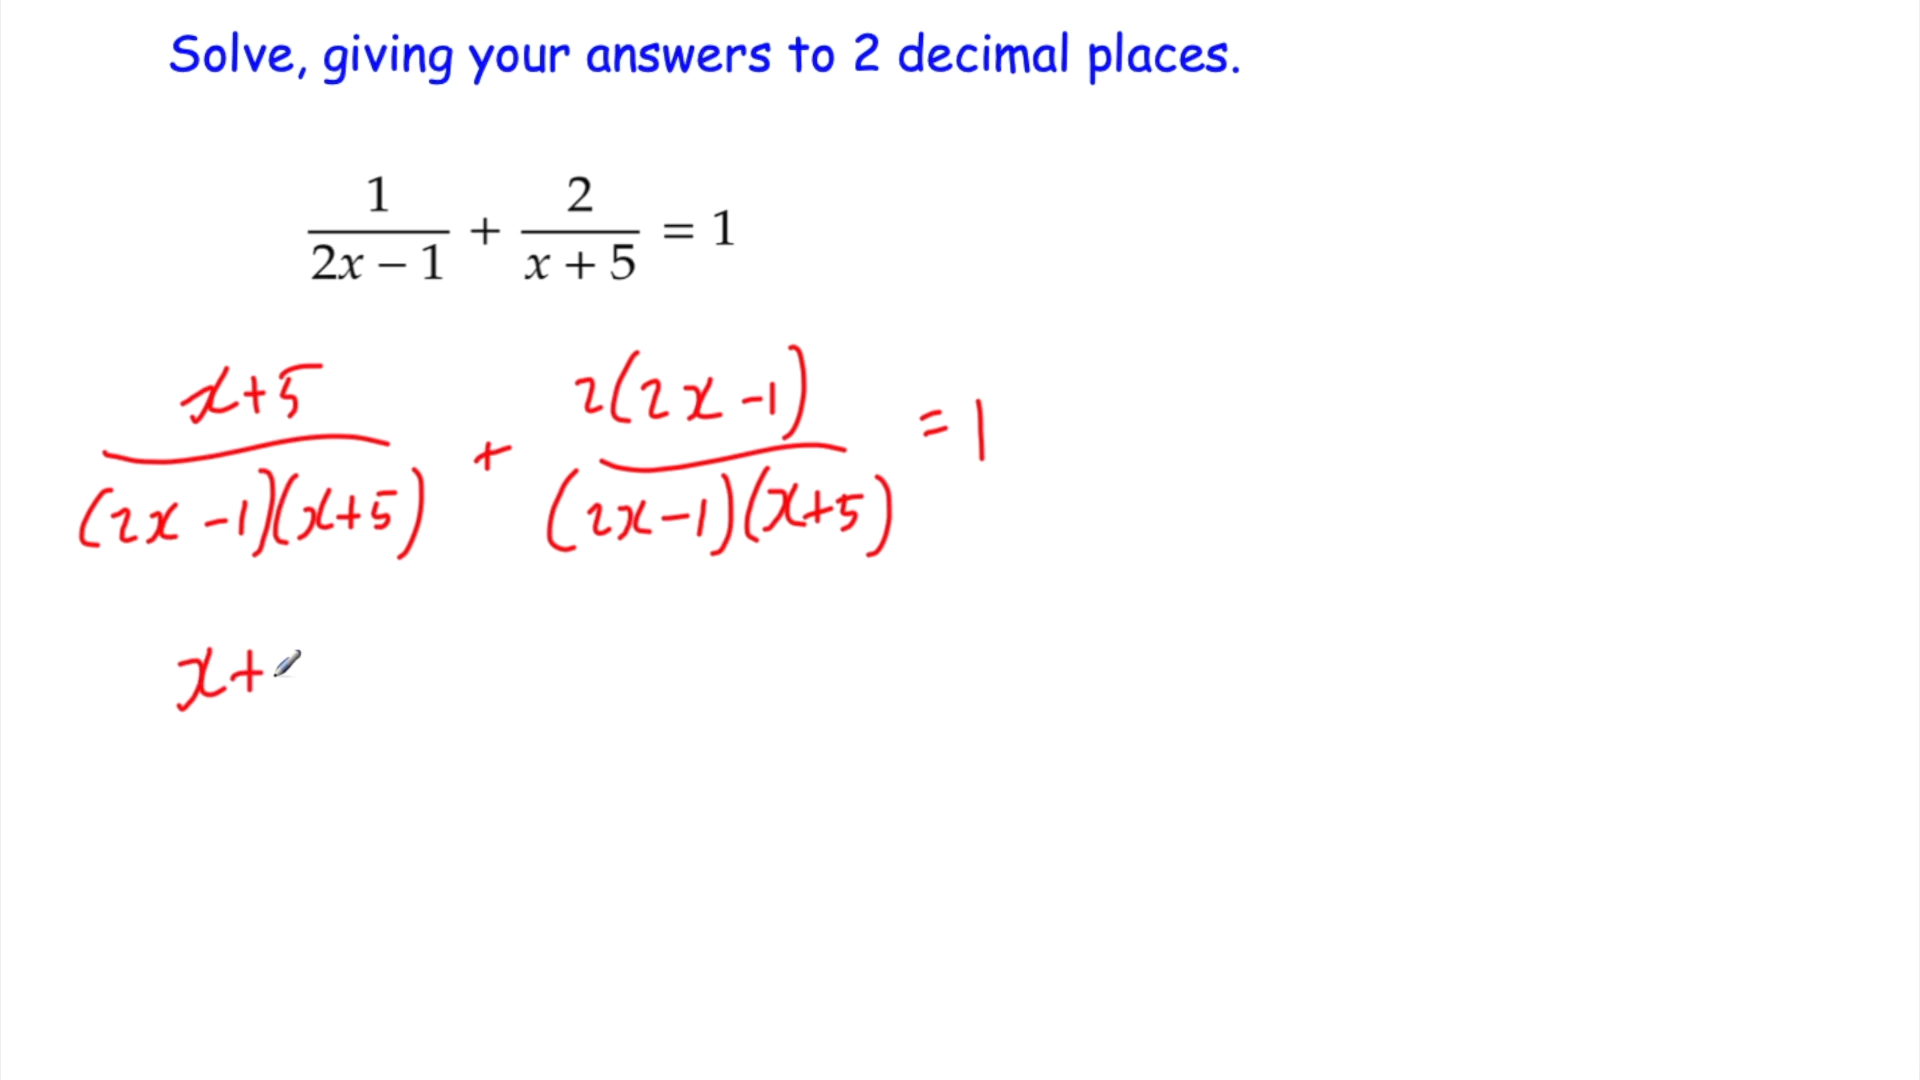 Solve, giving your answers to 2 decimal places.
1/(2x − 1) + 2/(x + 5) = 1
(x+5)/((2x-1)(x+5)) + 2(2x-1)/((2x-1)(x+5)) = 1
x+